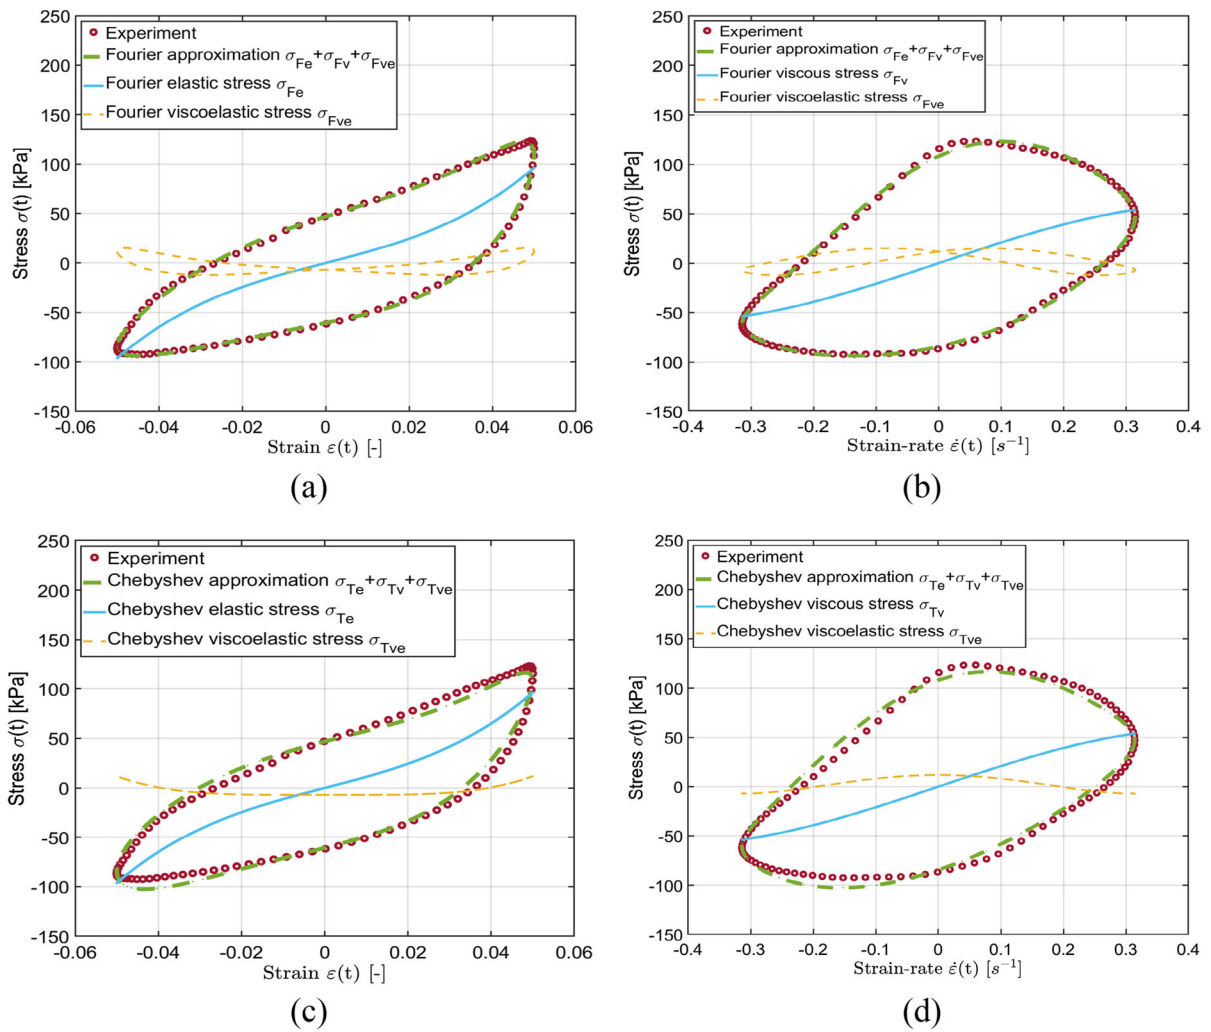 250
200
150
100
50
0
-50
-100
-150
-0.06
-0.04
-0.02
0
0.02
0.04
0.06
Stress σ(t) [kPa]
Strain ε(t) [-]
Experiment
Fourier approximation σFe+σFv+σFve
Fourier elastic stress σFe
Fourier viscoelastic stress σFve
(a)
250
200
150
100
50
0
-50
-100
-150
-0.4
-0.3
-0.2
-0.1
0
0.1
0.2
0.3
0.4
Stress σ(t) [kPa]
Strain-rate ε̇(t) [s⁻¹]
Experiment
Fourier approximation σFe+σFv+σFve
Fourier viscous stress σFv
Fourier viscoelastic stress σFve
(b)
250
200
150
100
50
0
-50
-100
-150
-0.06
-0.04
-0.02
0
0.02
0.04
0.06
Stress σ(t) [kPa]
Strain ε(t) [-]
Experiment
Chebyshev approximation σTe+σTv+σTve
Chebyshev elastic stress σTe
Chebyshev viscoelastic stress σTve
(c)
250
200
150
100
50
0
-50
-100
-150
-0.4
-0.3
-0.2
-0.1
0
0.1
0.2
0.3
0.4
Stress σ(t) [kPa]
Strain-rate ε̇(t) [s⁻¹]
Experiment
Chebyshev approximation σTe+σTv+σTve
Chebyshev viscous stress σTv
Chebyshev viscoelastic stress σTve
(d)